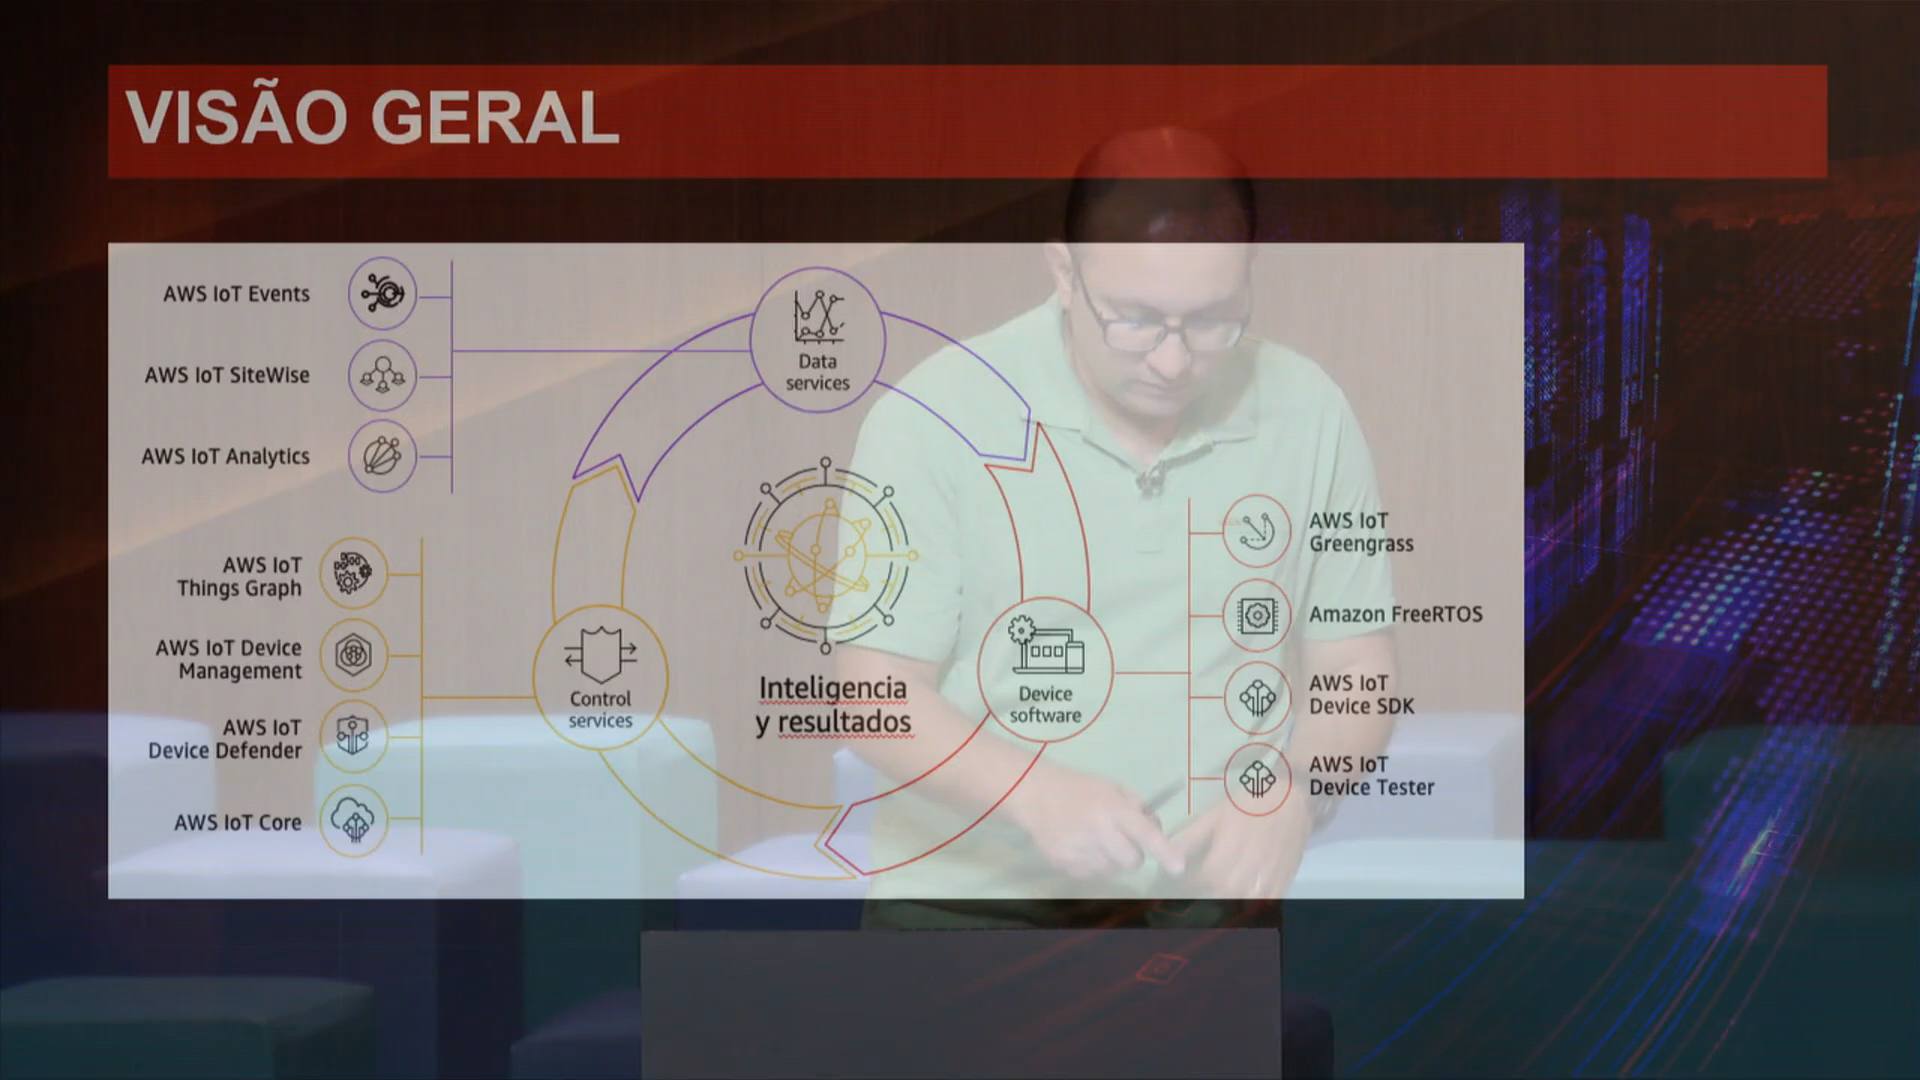 VISÃO GERAL
AWS IoT Events
AWS IoT SiteWise
AWS IoT Analytics
Data
services
AWS IoT
Things Graph
AWS IoT Device
Management
AWS IoT
Device Defender
AWS IoT Core
Control
services
Inteligencia
y resultados
Device
software
AWS IoT
Greengrass
Amazon FreeRTOS
AWS IoT
Device SDK
AWS IoT
Device Tester